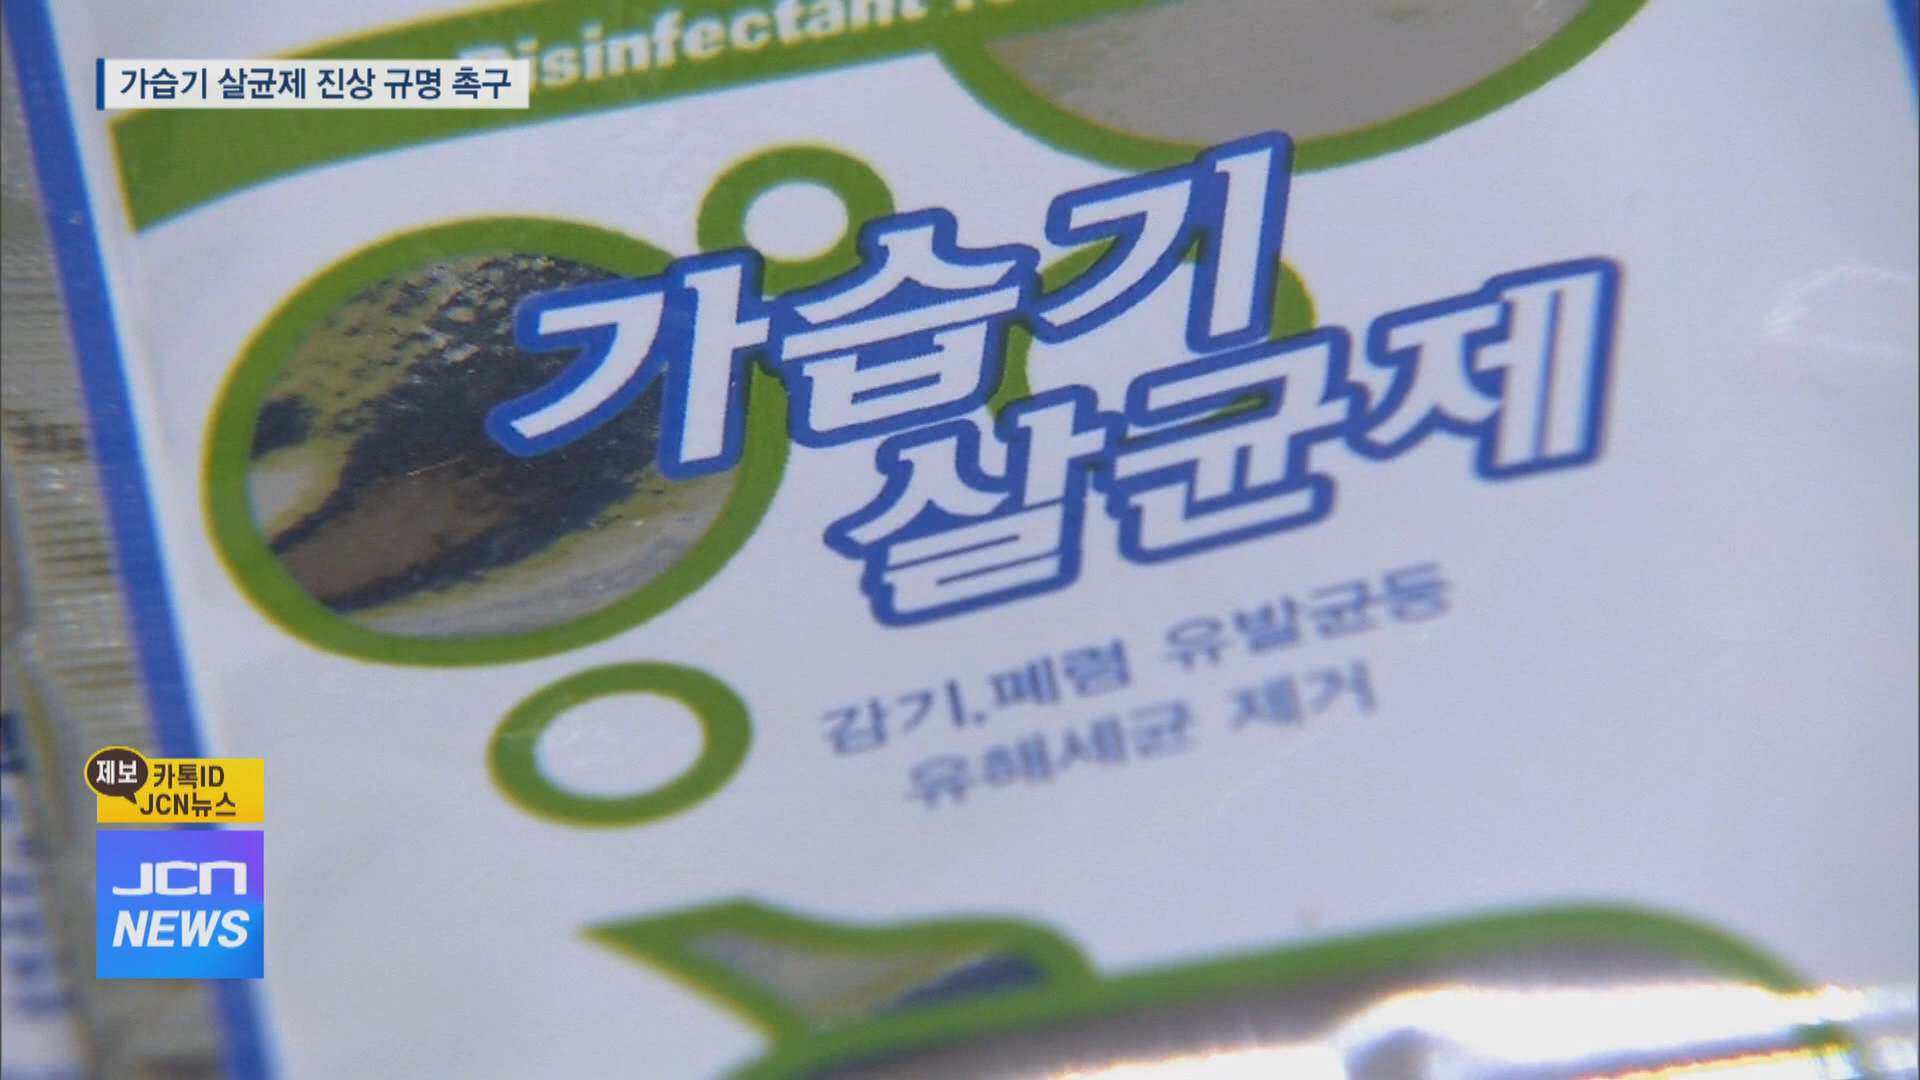 Disinfectant
가습기 살균제 진상 규명 촉구
가습기
살균제
감기,폐렴 유발균등
유해세균 제거
제보 카톡ID
JCN뉴스
JCN
NEWS